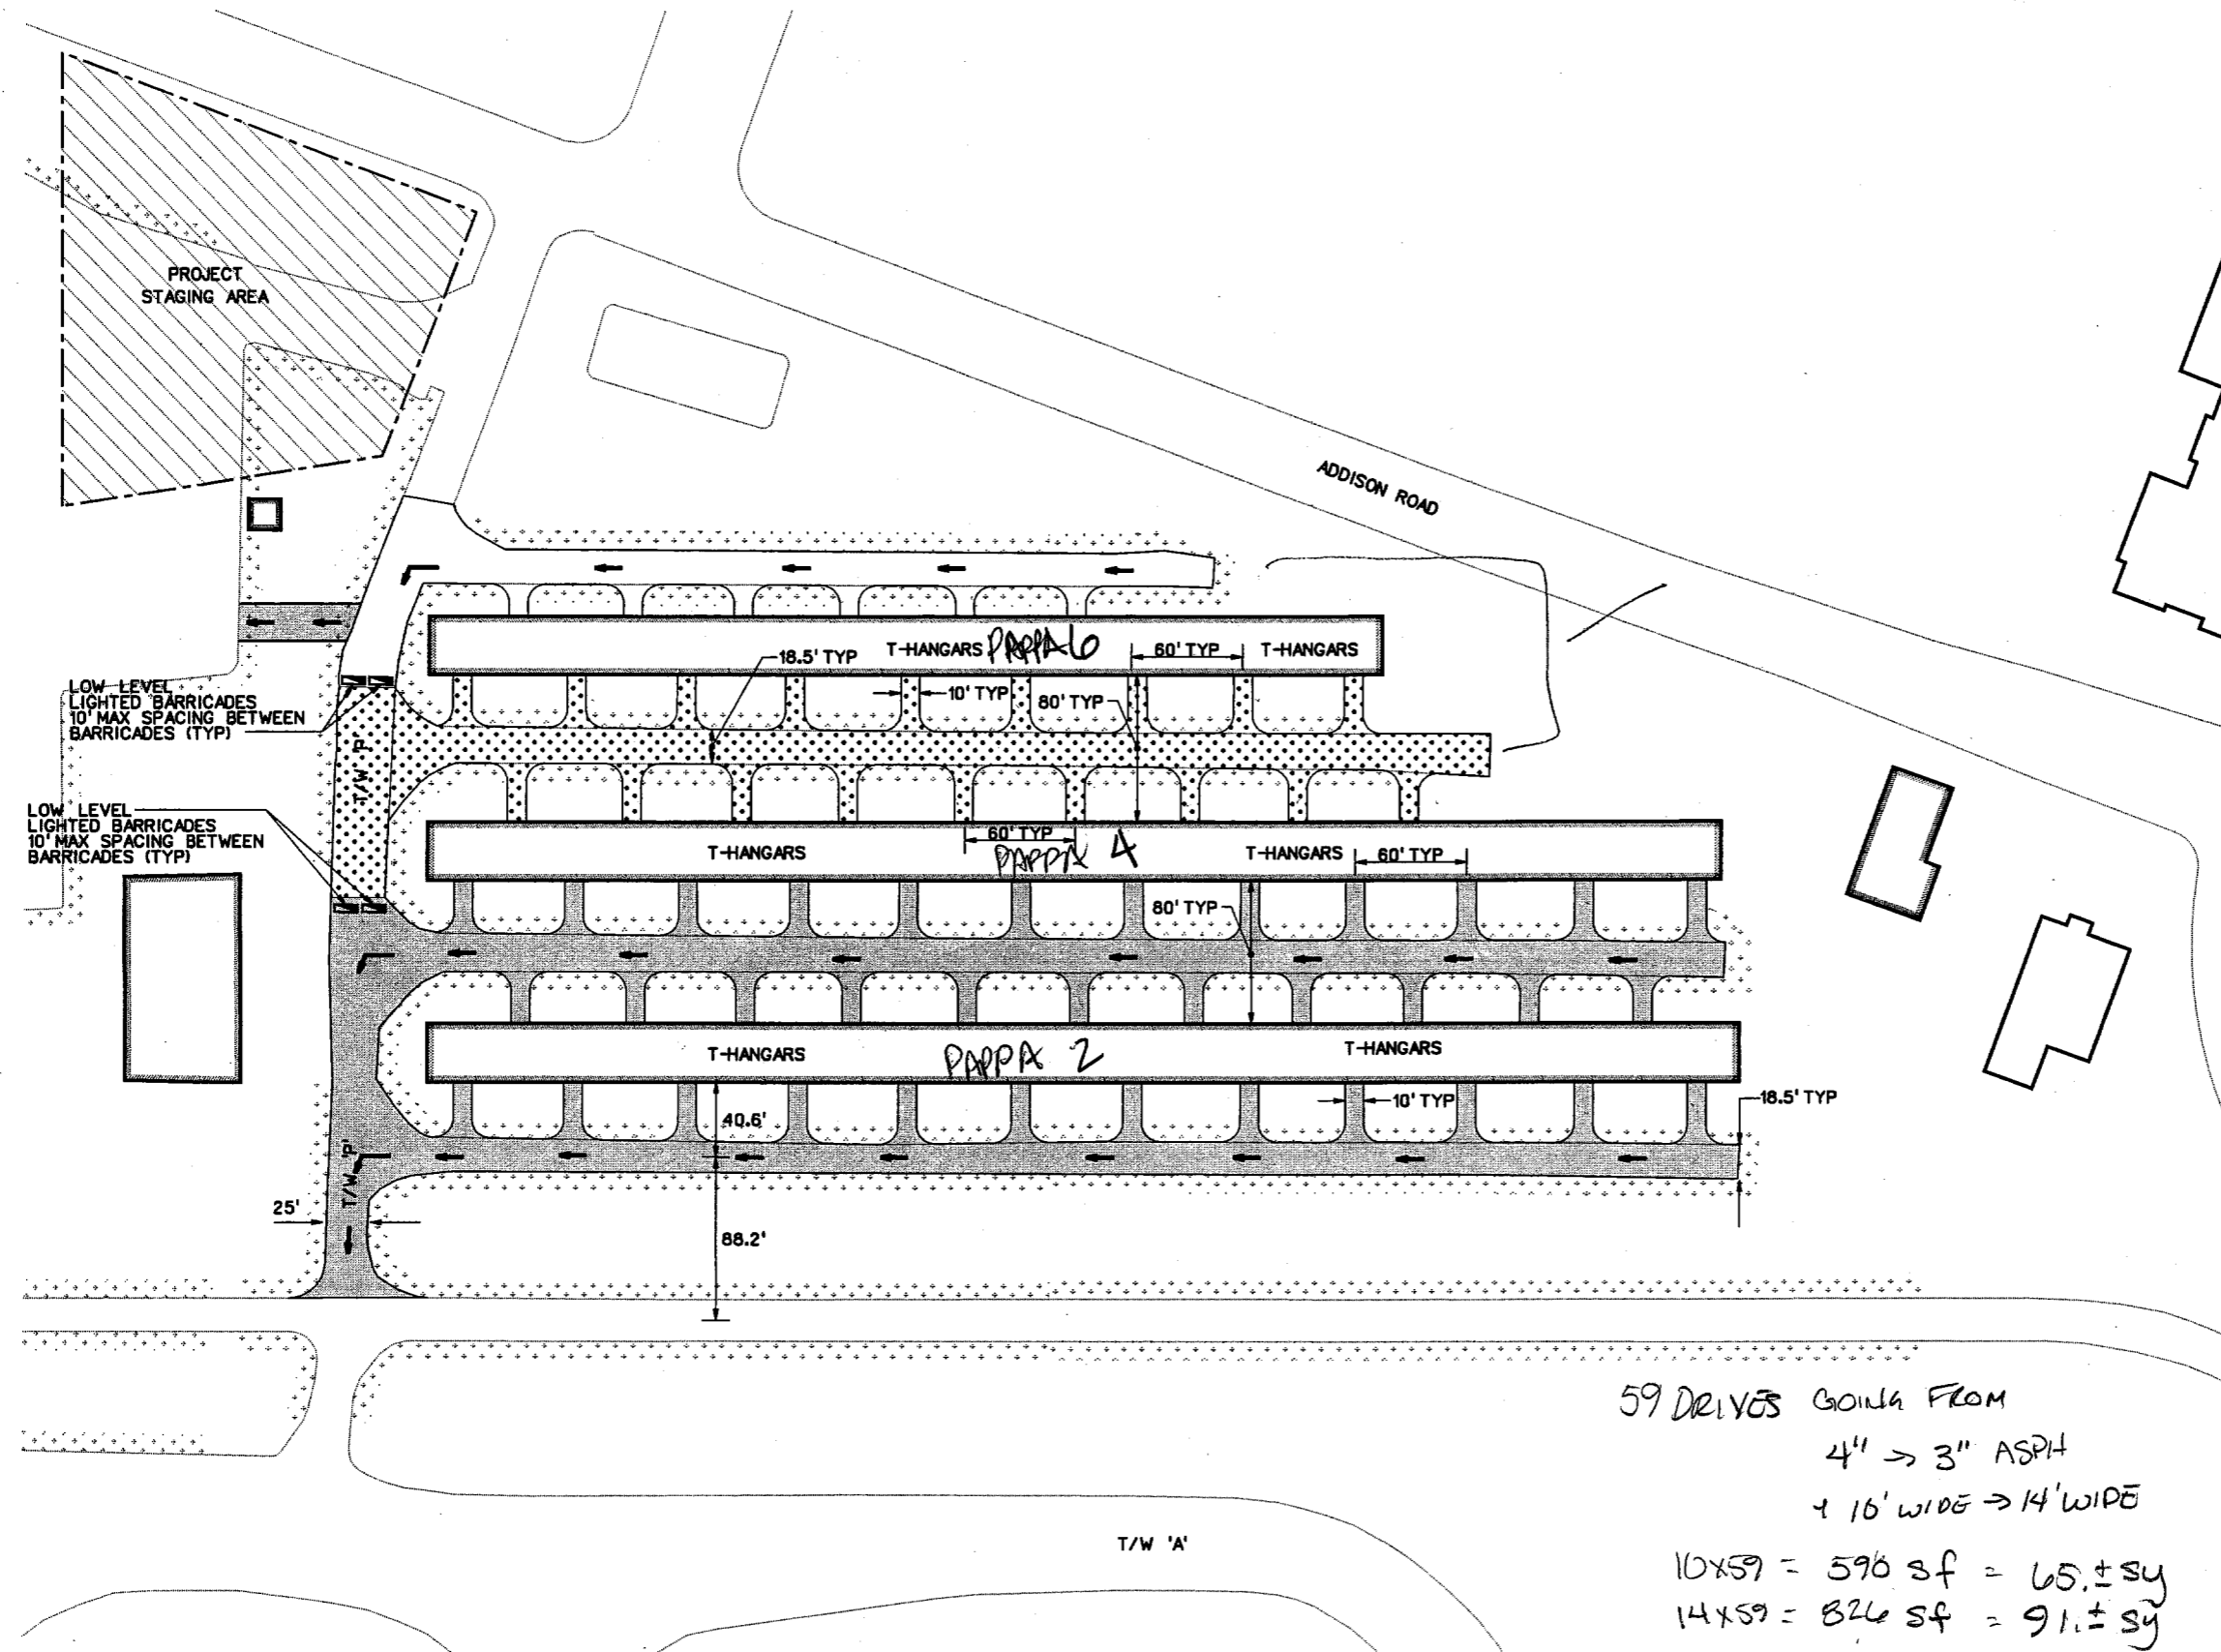 PROJECT
STAGING AREA
ADDISON ROAD
T-HANGARS PAPPA 6
60' TYP
T-HANGARS
18.5' TYP
10' TYP
80' TYP
LOW LEVEL
LIGHTED BARRICADES
10' MAX SPACING BETWEEN
BARRICADES (TYP)
T/W 'P'
LOW LEVEL
LIGHTED BARRICADES
10' MAX SPACING BETWEEN
BARRICADES (TYP)
60' TYP
T-HANGARS
PAPPA 4
T-HANGARS
60' TYP
80' TYP
T-HANGARS
PAPPA 2
T-HANGARS
40.6'
10' TYP
18.5' TYP
T/W 'P'
25'
88.2'
T/W 'A'
59 DRIVES GOING FROM
4" → 3" ASPH
+ 10' WIDE → 14' WIDE
10x59 = 590 sf = 65.± sy
14x59 = 826 sf = 91.± sy